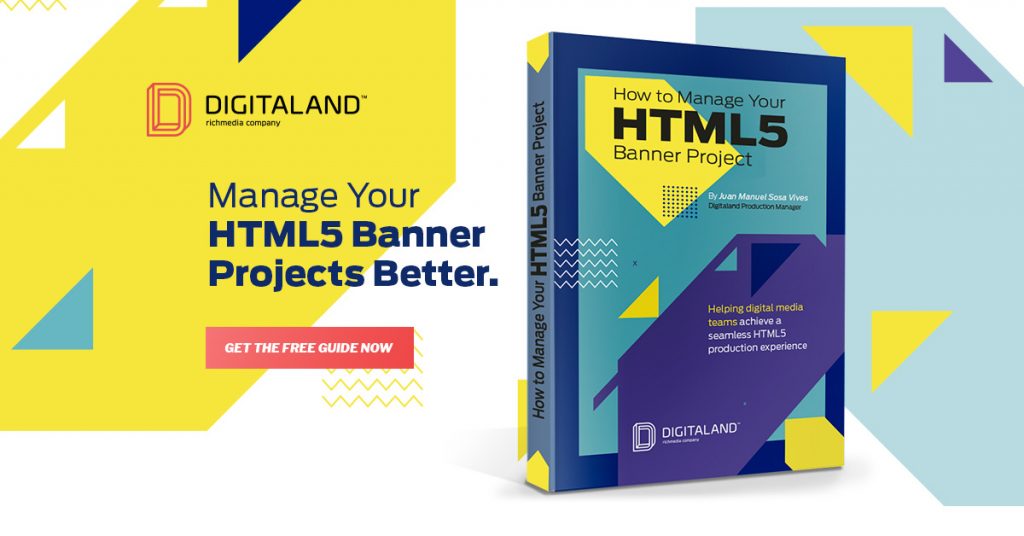 DIGITALAND™
richmedia company
Manage Your
HTML5 Banner
Projects Better.
GET THE FREE GUIDE NOW
How to Manage Your HTML5 Banner Project
How to Manage Your
HTML5
Banner Project
By Juan Manuel Sosa Vives
Digitaland Production Manager
Helping digital media
teams achieve a
seamless HTML5
production experience
DIGITALAND™
richmedia company